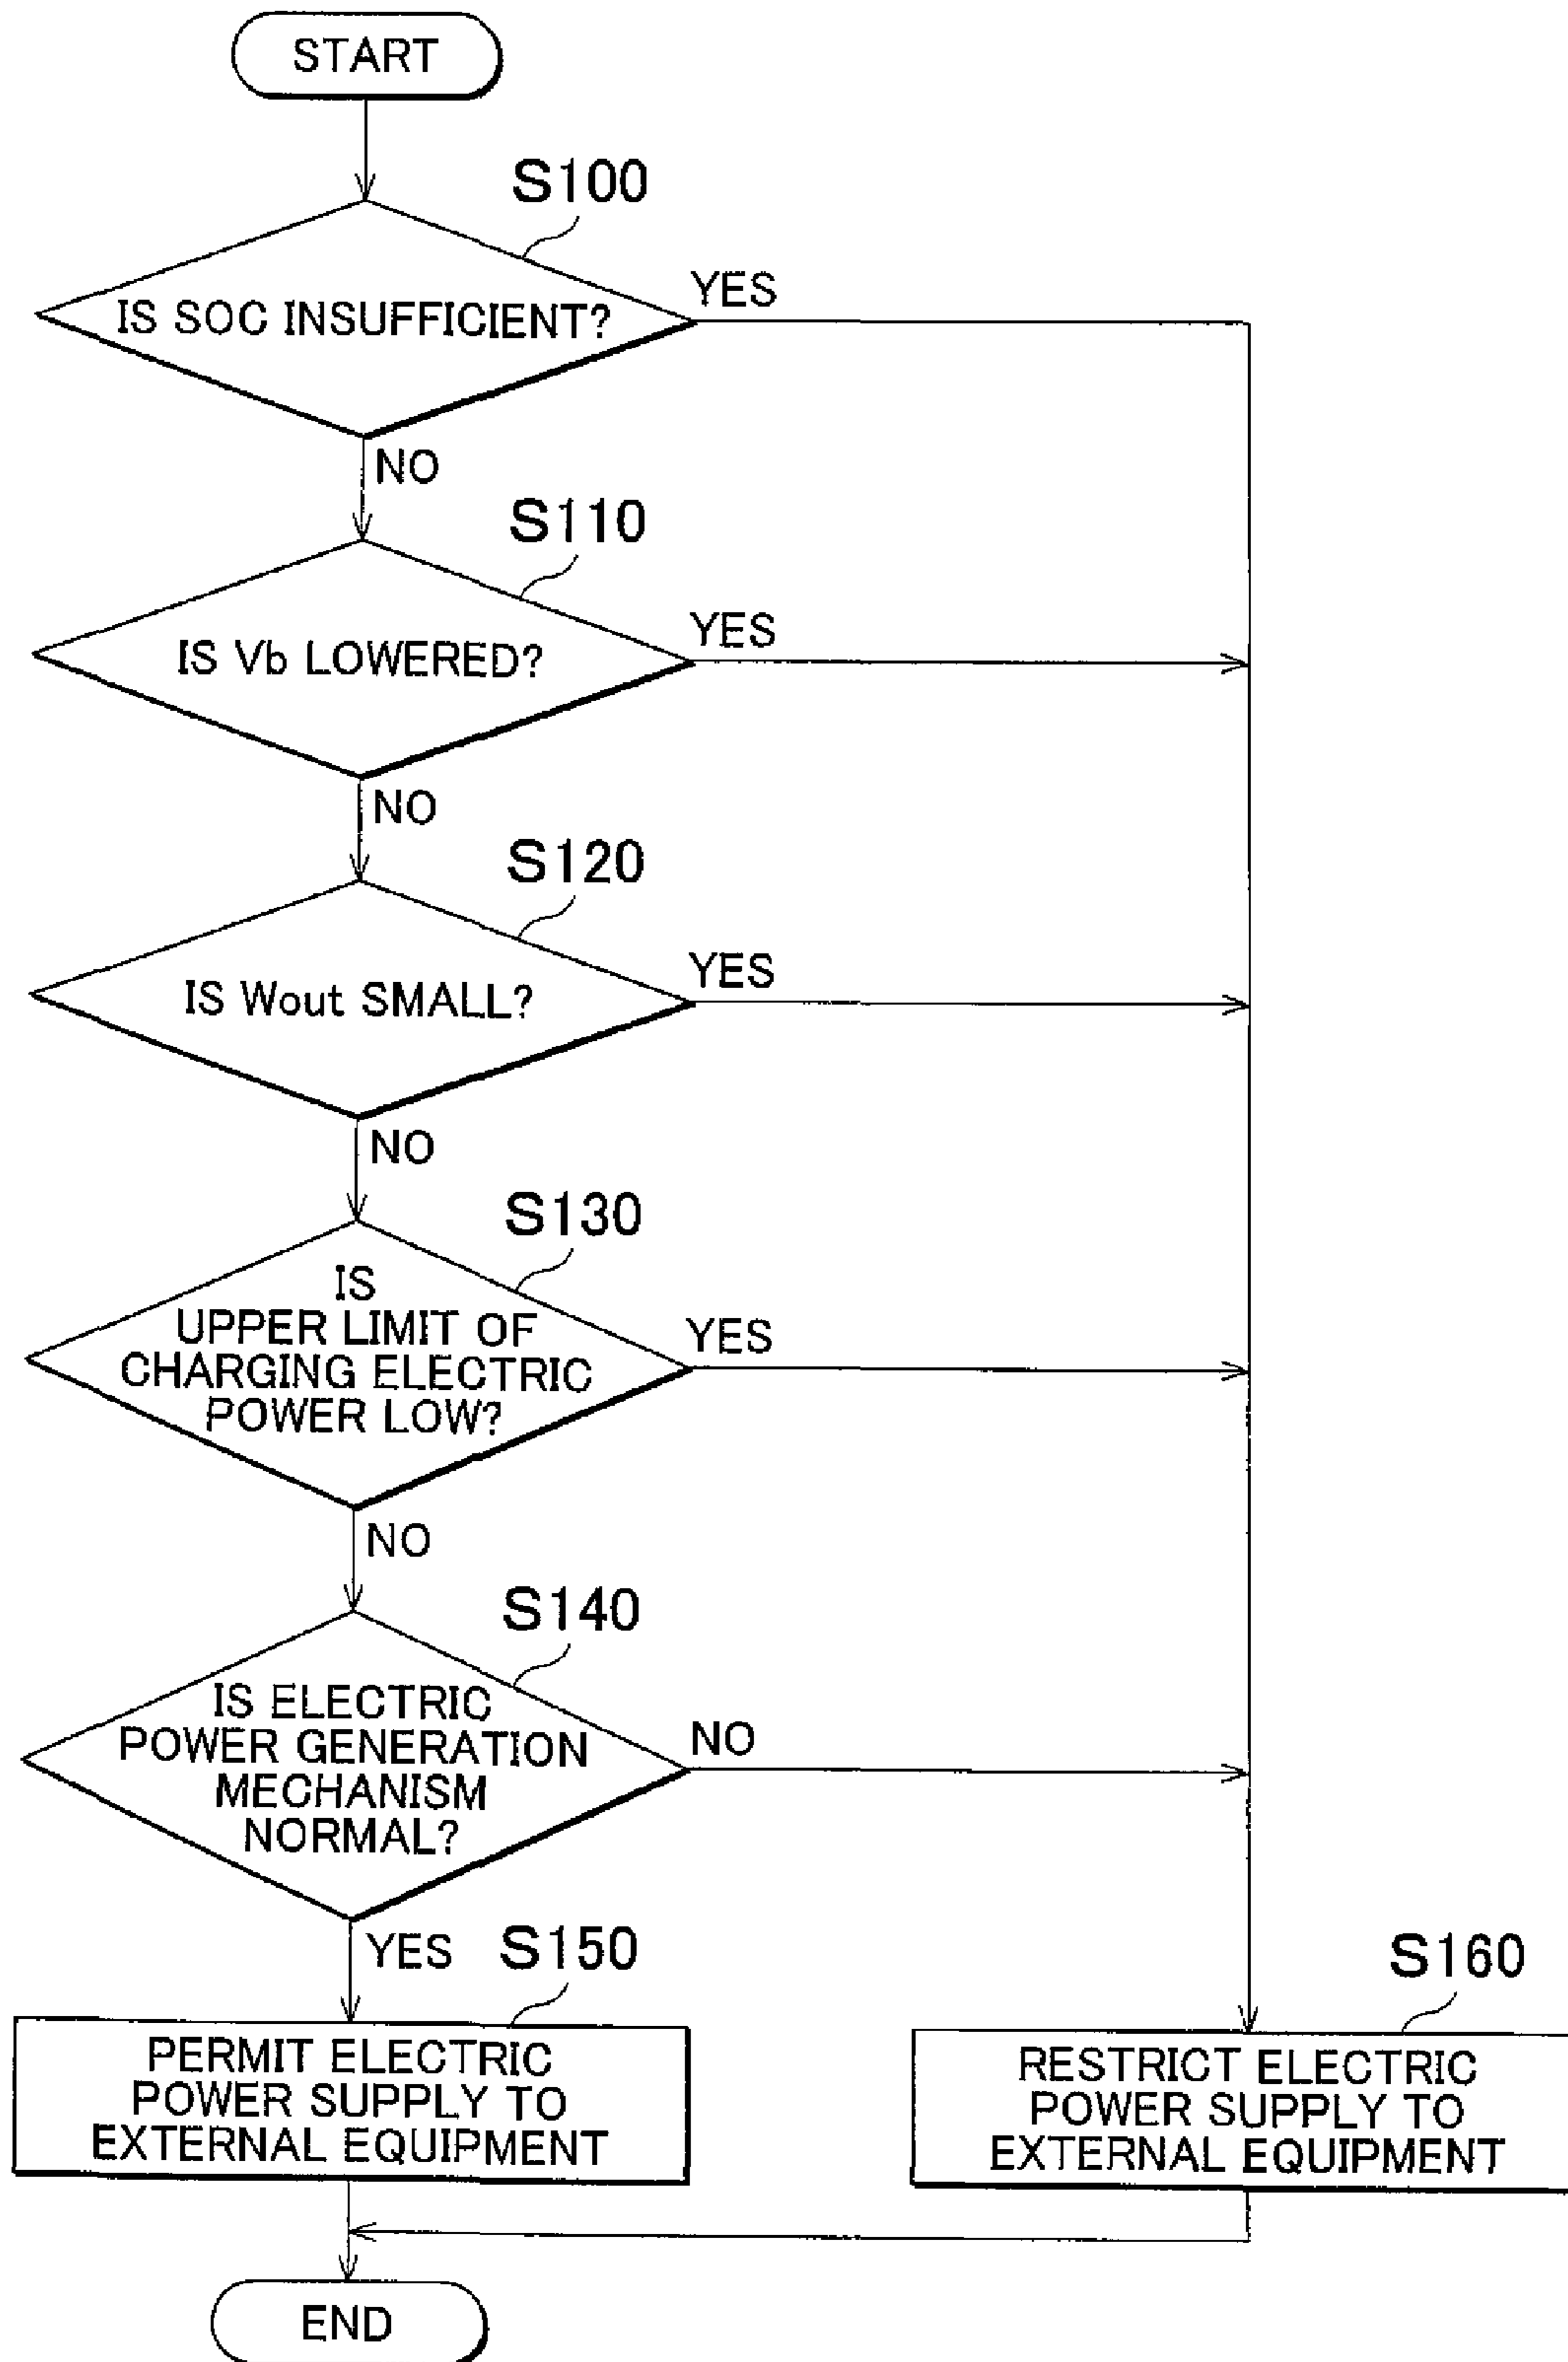 START
S100
IS SOC INSUFFICIENT?
YES
NO
S110
IS Vb LOWERED?
YES
NO
S120
IS Wout SMALL?
YES
NO
S130
IS
UPPER LIMIT OF
CHARGING ELECTRIC
POWER LOW?
YES
NO
S140
IS ELECTRIC
POWER GENERATION
MECHANISM
NORMAL?
NO
YES
S150
PERMIT ELECTRIC
POWER SUPPLY TO
EXTERNAL EQUIPMENT
S160
RESTRICT ELECTRIC
POWER SUPPLY TO
EXTERNAL EQUIPMENT
END